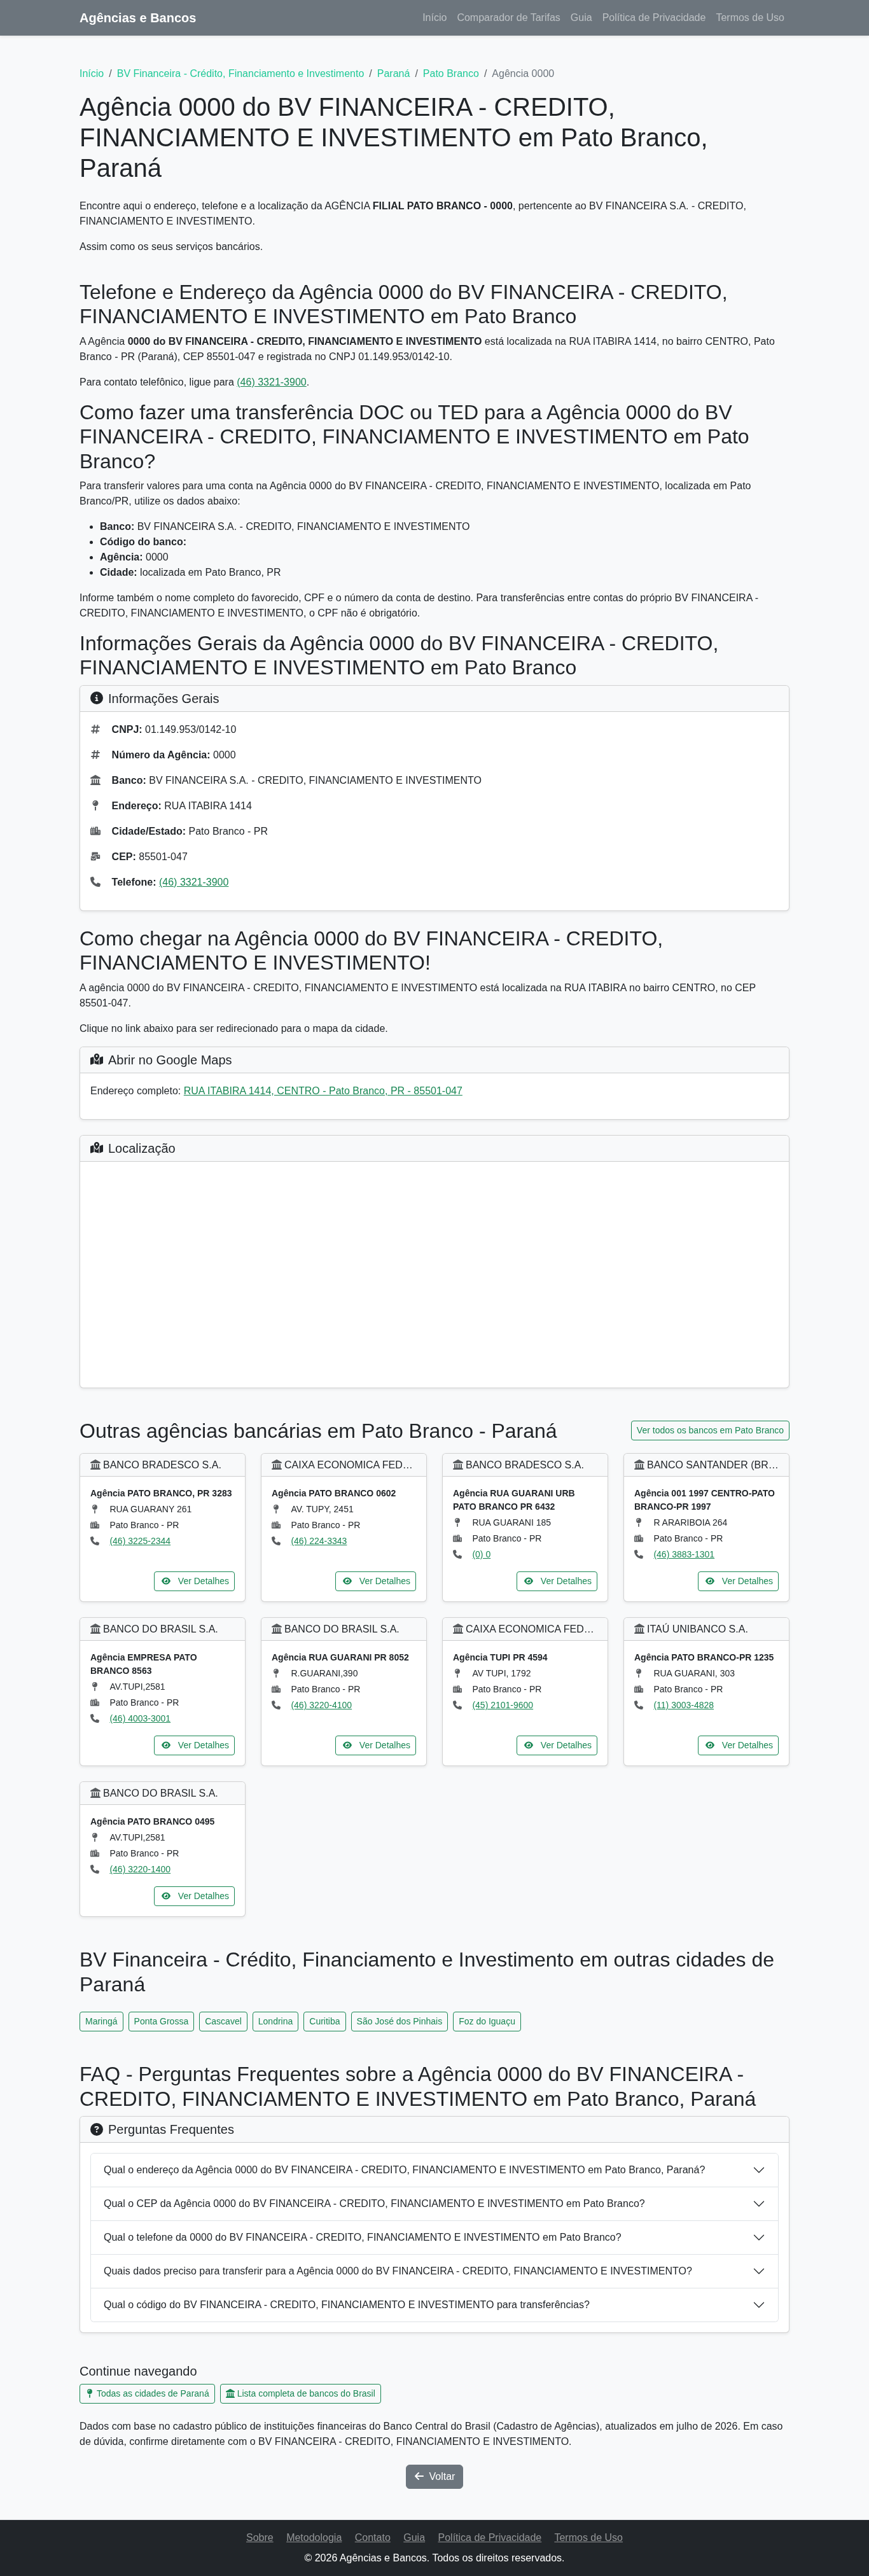 Agências e Bancos
Início Comparador de Tarifas Guia Política de Privacidade Termos de Uso
Início / BV Financeira - Crédito, Financiamento e Investimento / Paraná / Pato Branco / Agência 0000
Agência 0000 do BV FINANCEIRA - CREDITO,
FINANCIAMENTO E INVESTIMENTO em Pato Branco,
Paraná
Encontre aqui o endereço, telefone e a localização da AGÊNCIA FILIAL PATO BRANCO - 0000, pertencente ao BV FINANCEIRA S.A. - CREDITO,
FINANCIAMENTO E INVESTIMENTO.
Assim como os seus serviços bancários.
Telefone e Endereço da Agência 0000 do BV FINANCEIRA - CREDITO,
FINANCIAMENTO E INVESTIMENTO em Pato Branco
A Agência 0000 do BV FINANCEIRA - CREDITO, FINANCIAMENTO E INVESTIMENTO está localizada na RUA ITABIRA 1414, no bairro CENTRO, Pato
Branco - PR (Paraná), CEP 85501-047 e registrada no CNPJ 01.149.953/0142-10.
Para contato telefônico, ligue para (46) 3321-3900.
Como fazer uma transferência DOC ou TED para a Agência 0000 do BV
FINANCEIRA - CREDITO, FINANCIAMENTO E INVESTIMENTO em Pato
Branco?
Para transferir valores para uma conta na Agência 0000 do BV FINANCEIRA - CREDITO, FINANCIAMENTO E INVESTIMENTO, localizada em Pato
Branco/PR, utilize os dados abaixo:
Banco: BV FINANCEIRA S.A. - CREDITO, FINANCIAMENTO E INVESTIMENTO
Código do banco:
Agência: 0000
Cidade: localizada em Pato Branco, PR
Informe também o nome completo do favorecido, CPF e o número da conta de destino. Para transferências entre contas do próprio BV FINANCEIRA -
CREDITO, FINANCIAMENTO E INVESTIMENTO, o CPF não é obrigatório.
Informações Gerais da Agência 0000 do BV FINANCEIRA - CREDITO,
FINANCIAMENTO E INVESTIMENTO em Pato Branco
Informações Gerais
CNPJ: 01.149.953/0142-10
Número da Agência: 0000
Banco: BV FINANCEIRA S.A. - CREDITO, FINANCIAMENTO E INVESTIMENTO
Endereço: RUA ITABIRA 1414
Cidade/Estado: Pato Branco - PR
CEP: 85501-047
Telefone: (46) 3321-3900
Como chegar na Agência 0000 do BV FINANCEIRA - CREDITO,
FINANCIAMENTO E INVESTIMENTO!
A agência 0000 do BV FINANCEIRA - CREDITO, FINANCIAMENTO E INVESTIMENTO está localizada na RUA ITABIRA no bairro CENTRO, no CEP
85501-047.
Clique no link abaixo para ser redirecionado para o mapa da cidade.
Abrir no Google Maps
Endereço completo: RUA ITABIRA 1414, CENTRO - Pato Branco, PR - 85501-047
Localização
Outras agências bancárias em Pato Branco - Paraná
Ver todos os bancos em Pato Branco
BANCO BRADESCO S.A.
Agência PATO BRANCO, PR 3283
RUA GUARANY 261
Pato Branco - PR
(46) 3225-2344
Ver Detalhes
CAIXA ECONOMICA FED…
Agência PATO BRANCO 0602
AV. TUPY, 2451
Pato Branco - PR
(46) 224-3343
Ver Detalhes
BANCO BRADESCO S.A.
Agência RUA GUARANI URB
PATO BRANCO PR 6432
RUA GUARANI 185
Pato Branco - PR
(0) 0
Ver Detalhes
BANCO SANTANDER (BR…
Agência 001 1997 CENTRO-PATO
BRANCO-PR 1997
R ARARIBOIA 264
Pato Branco - PR
(46) 3883-1301
Ver Detalhes
BANCO DO BRASIL S.A.
Agência EMPRESA PATO
BRANCO 8563
AV.TUPI,2581
Pato Branco - PR
(46) 4003-3001
Ver Detalhes
BANCO DO BRASIL S.A.
Agência RUA GUARANI PR 8052
R.GUARANI,390
Pato Branco - PR
(46) 3220-4100
Ver Detalhes
CAIXA ECONOMICA FED…
Agência TUPI PR 4594
AV TUPI, 1792
Pato Branco - PR
(45) 2101-9600
Ver Detalhes
ITAÚ UNIBANCO S.A.
Agência PATO BRANCO-PR 1235
RUA GUARANI, 303
Pato Branco - PR
(11) 3003-4828
Ver Detalhes
BANCO DO BRASIL S.A.
Agência PATO BRANCO 0495
AV.TUPI,2581
Pato Branco - PR
(46) 3220-1400
Ver Detalhes
BV Financeira - Crédito, Financiamento e Investimento em outras cidades de
Paraná
Maringá Ponta Grossa Cascavel Londrina Curitiba São José dos Pinhais Foz do Iguaçu
FAQ - Perguntas Frequentes sobre a Agência 0000 do BV FINANCEIRA -
CREDITO, FINANCIAMENTO E INVESTIMENTO em Pato Branco, Paraná
Perguntas Frequentes
Qual o endereço da Agência 0000 do BV FINANCEIRA - CREDITO, FINANCIAMENTO E INVESTIMENTO em Pato Branco, Paraná?
Qual o CEP da Agência 0000 do BV FINANCEIRA - CREDITO, FINANCIAMENTO E INVESTIMENTO em Pato Branco?
Qual o telefone da 0000 do BV FINANCEIRA - CREDITO, FINANCIAMENTO E INVESTIMENTO em Pato Branco?
Quais dados preciso para transferir para a Agência 0000 do BV FINANCEIRA - CREDITO, FINANCIAMENTO E INVESTIMENTO?
Qual o código do BV FINANCEIRA - CREDITO, FINANCIAMENTO E INVESTIMENTO para transferências?
Continue navegando
Todas as cidades de Paraná Lista completa de bancos do Brasil
Dados com base no cadastro público de instituições financeiras do Banco Central do Brasil (Cadastro de Agências), atualizados em julho de 2026. Em caso
de dúvida, confirme diretamente com o BV FINANCEIRA - CREDITO, FINANCIAMENTO E INVESTIMENTO.
Voltar
Sobre Metodologia Contato Guia Política de Privacidade Termos de Uso
© 2026 Agências e Bancos. Todos os direitos reservados.